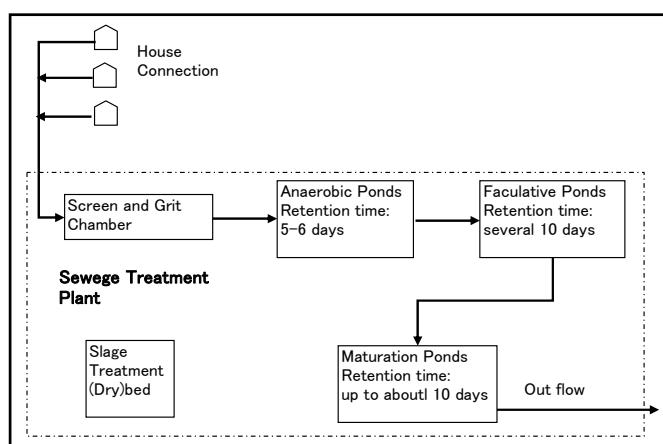 House
Connection
Screen and Grit
Chamber
Anaerobic Ponds
Retention time:
5-6 days
Faculative Ponds
Retention time:
several 10 days
Sewege Treatment
Plant
Slage
Treatment
(Dry)bed
Maturation Ponds
Retention time:
up to aboutl 10 days
Out flow